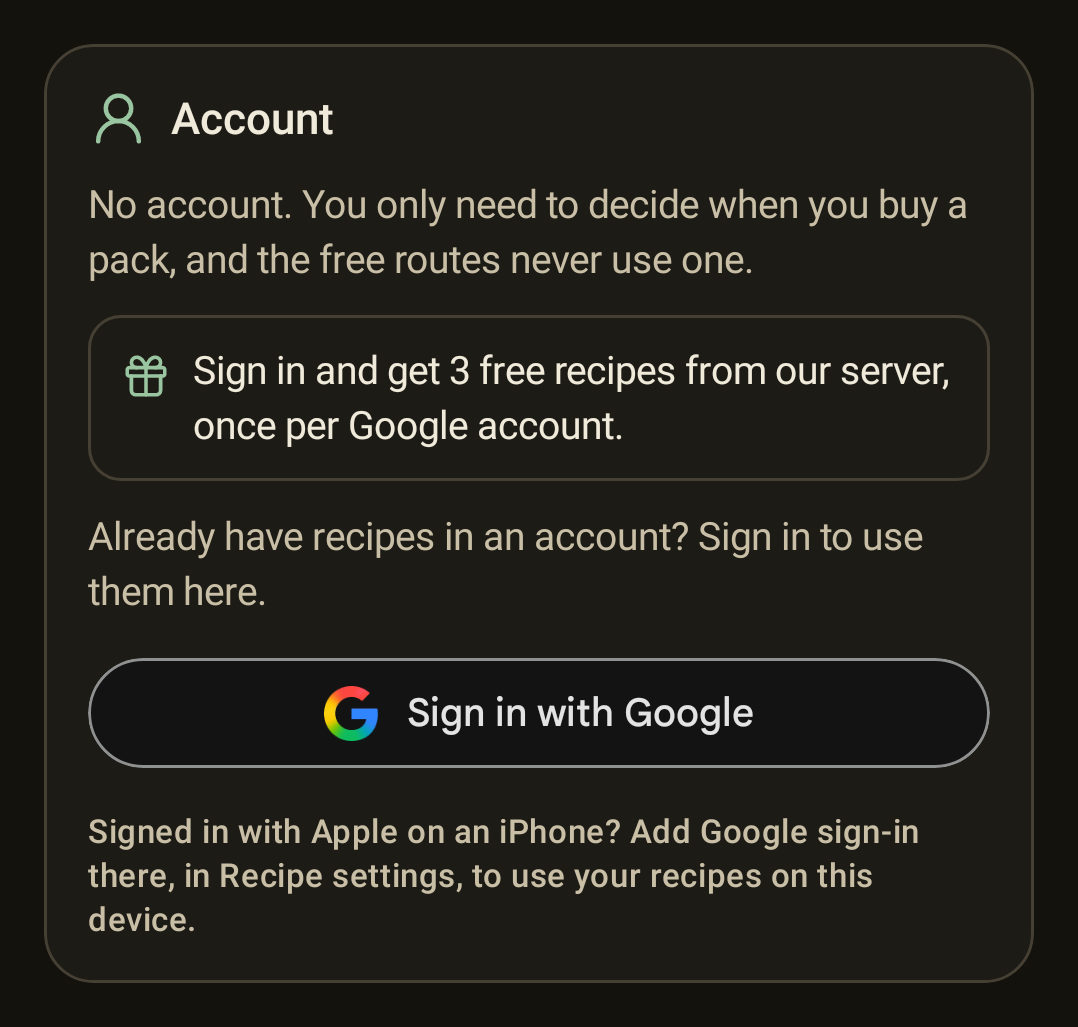 Account
No account. You only need to decide when you buy a
pack, and the free routes never use one.
Sign in and get 3 free recipes from our server,
once per Google account.
Already have recipes in an account? Sign in to use
them here.
Sign in with Google
Signed in with Apple on an iPhone? Add Google sign-in
there, in Recipe settings, to use your recipes on this
device.